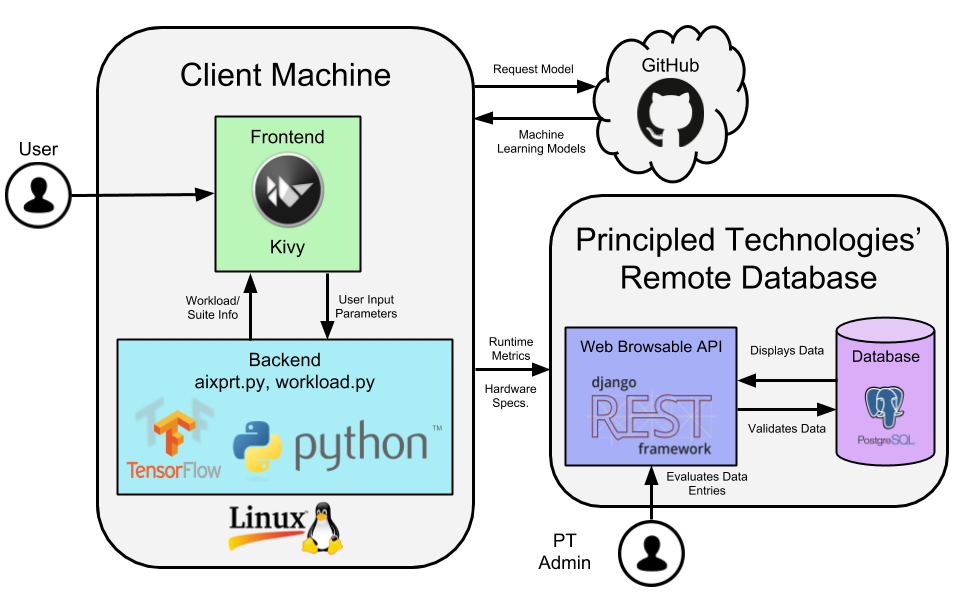 Client Machine
Frontend
Kivy
User
Workload/
Suite Info
User Input
Parameters
Backend
aixprt.py, workload.py
TensorFlow
python™
Linux
Request Model
Machine
Learning Models
GitHub
Runtime
Metrics
Hardware
Specs.
Principled Technologies’
Remote Database
Web Browsable API
django
REST
framework
Displays Data
Validates Data
Database
PostgreSQL
Evaluates Data
Entries
PT
Admin